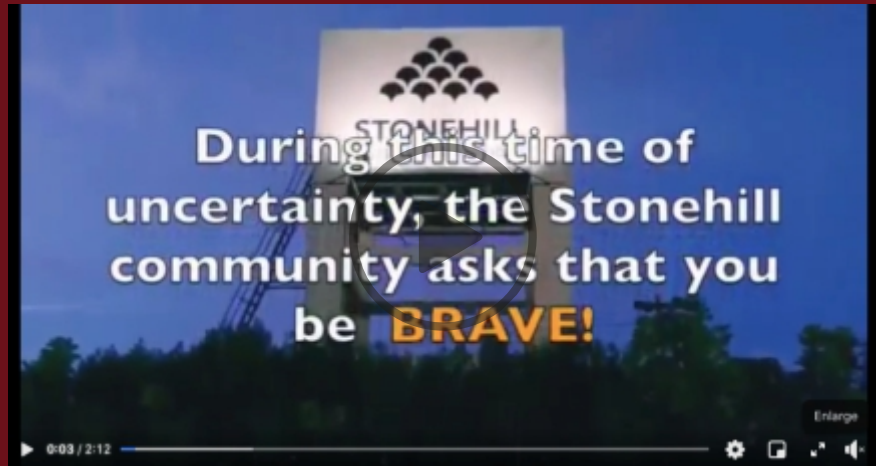 STONEHILL
During this time of
uncertainty, the Stonehill
community asks that you
be BRAVE!
Enlarge
0:03 / 2:12